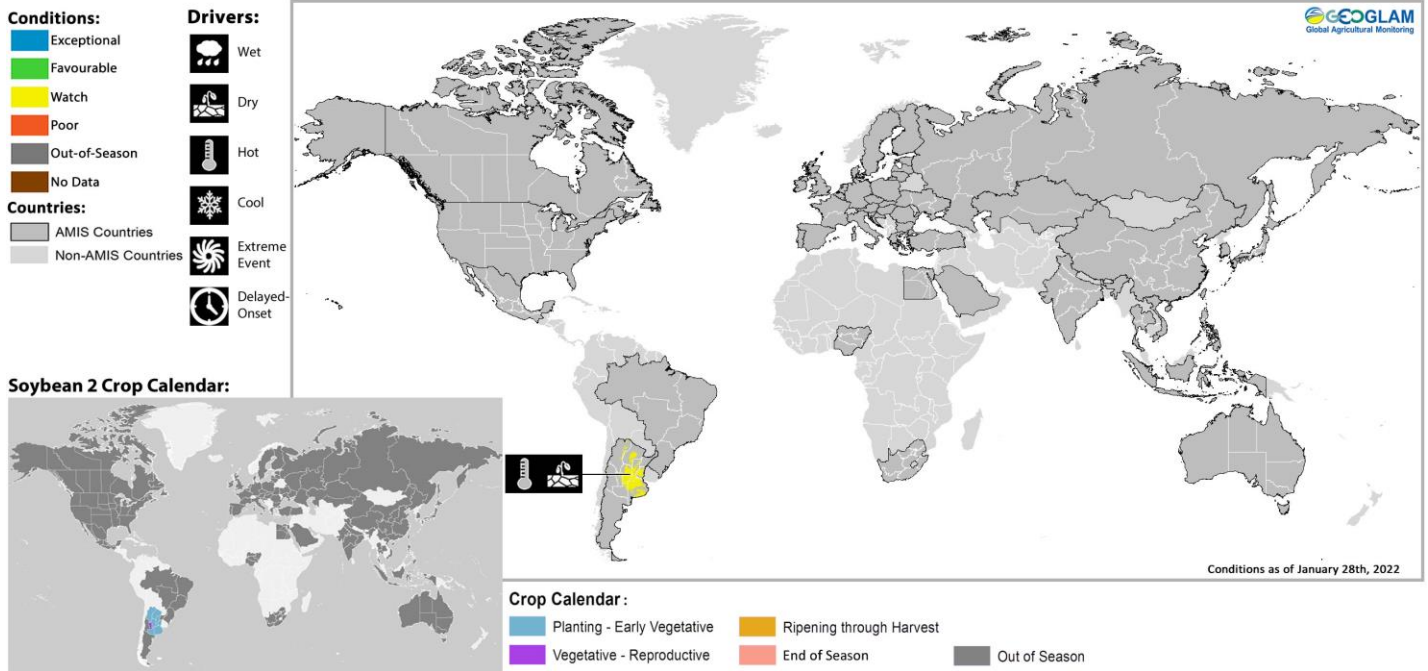 Conditions:
Exceptional
Favourable
Watch
Poor
Out-of-Season
No Data
Countries:
AMIS Countries
Non-AMIS Countries
Drivers:
Wet
Dry
Hot
Cool
Extreme
Event
Delayed-
Onset
GEOGLAM
Global Agricultural Monitoring
Conditions as of January 28th, 2022
Soybean 2 Crop Calendar:
Crop Calendar :
Planting - Early Vegetative
Vegetative - Reproductive
Ripening through Harvest
End of Season
Out of Season